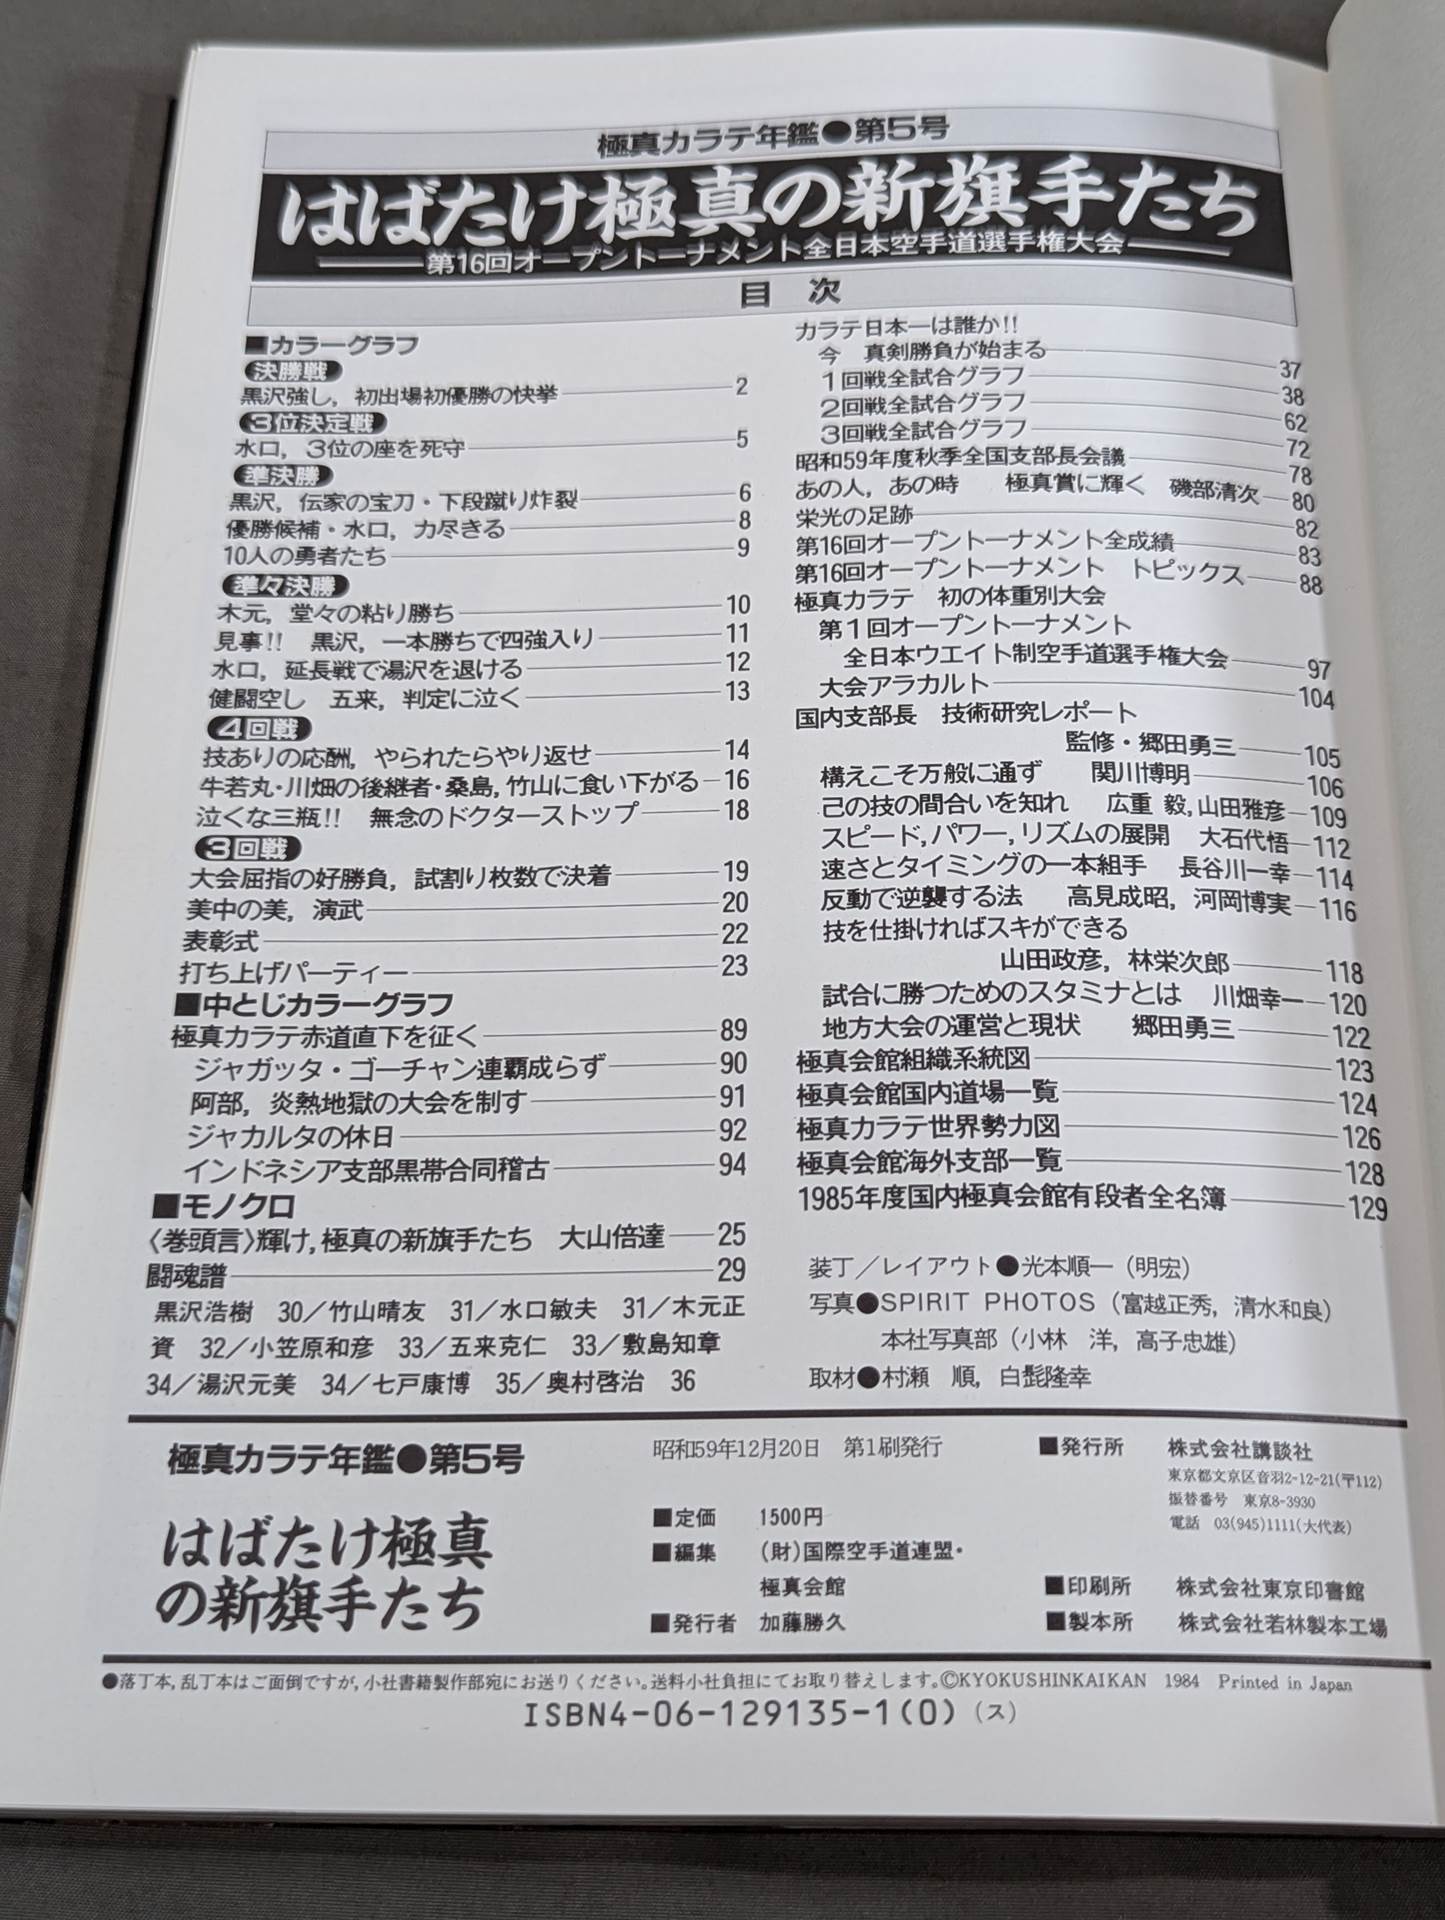 極真カラテ年鑑●第5号
はばたけ極真の新旗手たち
第16回オープントーナメント全日本空手道選手権大会
目 次
■カラーグラフ
決勝戦
黒沢強し，初出場初優勝の快挙 2
3位決定戦
水口，3位の座を死守 5
準決勝
黒沢，伝家の宝刀・下段蹴り炸裂 6
優勝候補・水口，力尽きる 8
10人の勇者たち 9
準々決勝
木元，堂々の粘り勝ち 10
見事!! 黒沢，一本勝ちで四強入り 11
水口，延長戦で湯沢を退ける 12
健闘空し 五来，判定に泣く 13
4回戦
技ありの応酬，やられたらやり返せ 14
牛若丸・川畑の後継者・桑島，竹山に食い下がる 16
泣くな三瓶!! 無念のドクターストップ 18
3回戦
大会屈指の好勝負，試割り枚数で決着 19
美中の美，演武 20
表彰式 22
打ち上げパーティー 23
■中とじカラーグラフ
極真カラテ赤道直下を征く 89
ジャガッタ・ゴーチャン連覇成らず 90
阿部，炎熱地獄の大会を制す 91
ジャカルタの休日 92
インドネシア支部黒帯合同稽古 94
■モノクロ
〈巻頭言〉輝け，極真の新旗手たち 大山倍達 25
闘魂譜 29
黒沢浩樹 30／竹山晴友 31／水口敏夫 31／木元正
資 32／小笠原和彦 33／五来克仁 33／敷島知章
34／湯沢元美 34／七戸康博 35／奥村啓治 36
カラテ日本一は誰か!!
今 真剣勝負が始まる 37
1回戦全試合グラフ 38
2回戦全試合グラフ 62
3回戦全試合グラフ 72
昭和59年度秋季全国支部長会議 78
あの人，あの時 極真賞に輝く 磯部清次 80
栄光の足跡 82
第16回オープントーナメント全成績 83
第16回オープントーナメント トピックス 88
極真カラテ 初の体重別大会
第1回オープントーナメント
全日本ウエイト制空手道選手権大会 97
大会アラカルト 104
国内支部長 技術研究レポート
監修・郷田勇三 105
構えこそ万般に通ず 関川博明 106
己の技の間合いを知れ 広重 毅，山田雅彦 109
スピード，パワー，リズムの展開 大石代悟 112
速さとタイミングの一本組手 長谷川一幸 114
反動で逆襲する法 高見成昭，河岡博実 116
技を仕掛ければスキができる
山田政彦，林栄次郎 118
試合に勝つためのスタミナとは 川畑幸一 120
地方大会の運営と現状 郷田勇三 122
極真会館組織系統図 123
極真会館国内道場一覧 124
極真カラテ世界勢力図 126
極真会館海外支部一覧 128
1985年度国内極真会館有段者全名簿 129
装丁／レイアウト●光本順一（明宏）
写真●SPIRIT PHOTOS（富越正秀，清水和良）
本社写真部（小林 洋，高子忠雄）
取材●村瀬 順，白髭隆幸
極真カラテ年鑑●第5号
はばたけ極真
の新旗手たち
昭和59年12月20日 第1刷発行
■定価 1500円
■編集 （財）国際空手道連盟・
極真会館
■発行者 加藤勝久
■発行所 株式会社講談社
東京都文京区音羽2-12-21(〒112)
振替番号 東京8-3930
電話 03(945)1111(大代表)
■印刷所 株式会社東京印書館
■製本所 株式会社若林製本工場
●落丁本，乱丁本はご面倒ですが，小社書籍製作部宛にお送りください。送料小社負担にてお取り替えします。©KYOKUSHINKAIKAN 1984 Printed in Japan
ISBN4-06-129135-1(0)（ス）